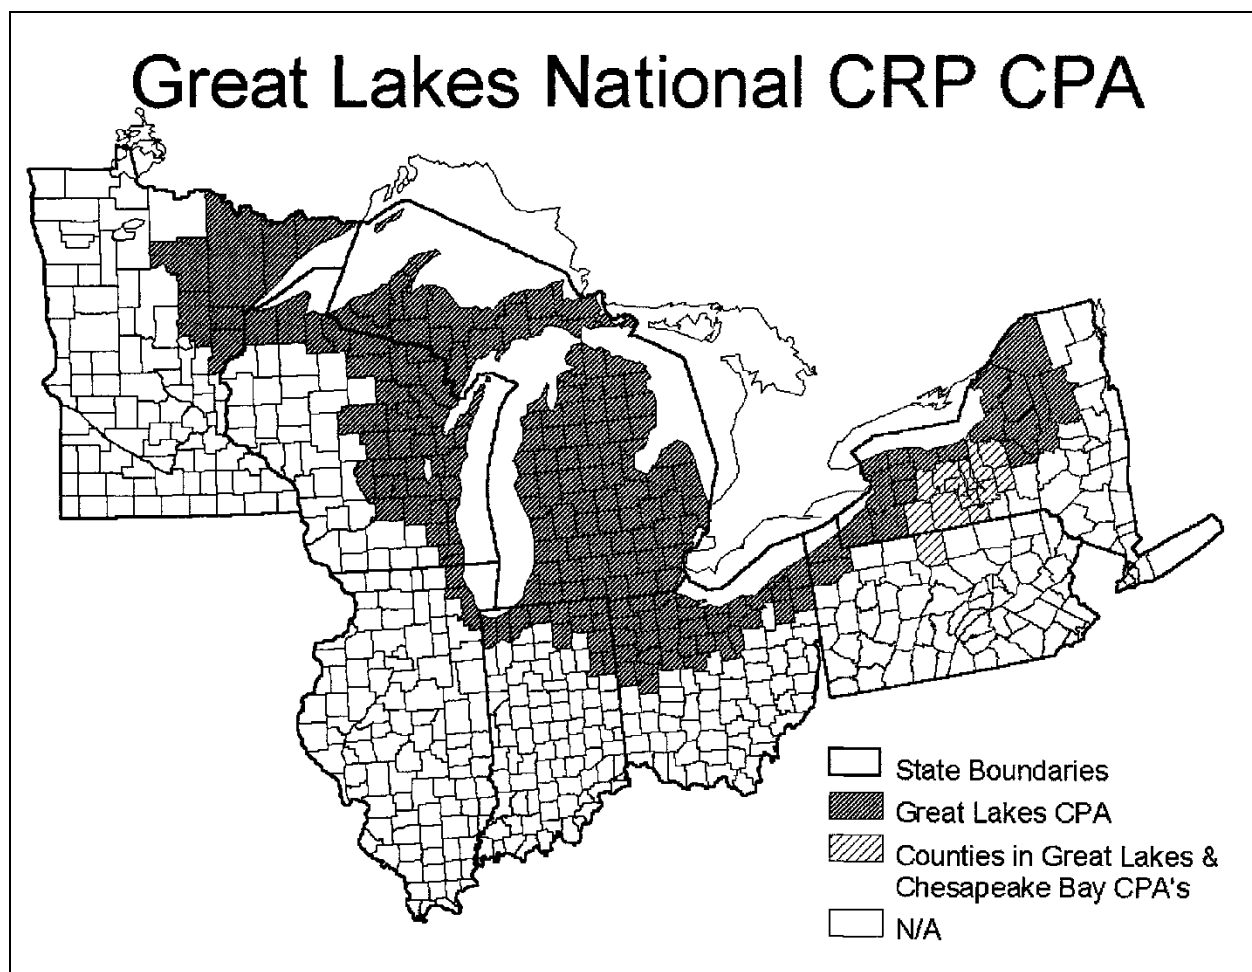 Great Lakes National CRP CPA
State Boundaries
Great Lakes CPA
Counties in Great Lakes &
Chesapeake Bay CPA's
N/A